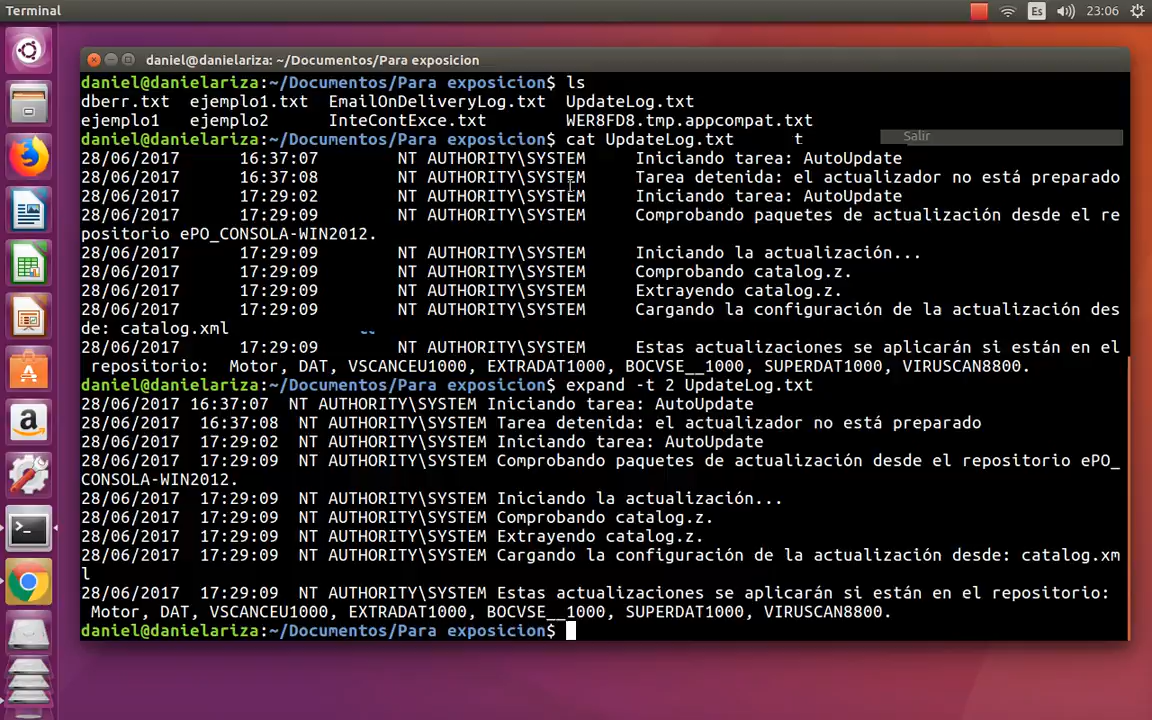 Terminal
Es
23:06
daniel@danielariza: ~/Documentos/Para exposicion
daniel@danielariza:~/Documentos/Para exposicion$ ls
dberr.txt ejemplo1.txt EmailOnDeliveryLog.txt UpdateLog.txt
ejemplo1 ejemplo2 InteContExce.txt WER8FD8.tmp.appcompat.txt
daniel@danielariza:~/Documentos/Para exposicion$ cat UpdateLog.txt t
Salir
28/06/2017 16:37:07 NT AUTHORITY\SYSTEM Iniciando tarea: AutoUpdate
28/06/2017 16:37:08 NT AUTHORITY\SYSTEM Tarea detenida: el actualizador no está preparado
28/06/2017 17:29:02 NT AUTHORITY\SYSTEM Iniciando tarea: AutoUpdate
28/06/2017 17:29:09 NT AUTHORITY\SYSTEM Comprobando paquetes de actualización desde el re
positorio ePO_CONSOLA-WIN2012.
28/06/2017 17:29:09 NT AUTHORITY\SYSTEM Iniciando la actualización...
28/06/2017 17:29:09 NT AUTHORITY\SYSTEM Comprobando catalog.z.
28/06/2017 17:29:09 NT AUTHORITY\SYSTEM Extrayendo catalog.z.
28/06/2017 17:29:09 NT AUTHORITY\SYSTEM Cargando la configuración de la actualización des
de: catalog.xml
28/06/2017 17:29:09 NT AUTHORITY\SYSTEM Estas actualizaciones se aplicarán si están en el
repositorio: Motor, DAT, VSCANCEU1000, EXTRADAT1000, BOCVSE__1000, SUPERDAT1000, VIRUSCAN8800.
daniel@danielariza:~/Documentos/Para exposicion$ expand -t 2 UpdateLog.txt
28/06/2017 16:37:07 NT AUTHORITY\SYSTEM Iniciando tarea: AutoUpdate
28/06/2017 16:37:08 NT AUTHORITY\SYSTEM Tarea detenida: el actualizador no está preparado
28/06/2017 17:29:02 NT AUTHORITY\SYSTEM Iniciando tarea: AutoUpdate
28/06/2017 17:29:09 NT AUTHORITY\SYSTEM Comprobando paquetes de actualización desde el repositorio ePO_
CONSOLA-WIN2012.
28/06/2017 17:29:09 NT AUTHORITY\SYSTEM Iniciando la actualización...
28/06/2017 17:29:09 NT AUTHORITY\SYSTEM Comprobando catalog.z.
28/06/2017 17:29:09 NT AUTHORITY\SYSTEM Extrayendo catalog.z.
28/06/2017 17:29:09 NT AUTHORITY\SYSTEM Cargando la configuración de la actualización desde: catalog.xm
l
28/06/2017 17:29:09 NT AUTHORITY\SYSTEM Estas actualizaciones se aplicarán si están en el repositorio:
Motor, DAT, VSCANCEU1000, EXTRADAT1000, BOCVSE__1000, SUPERDAT1000, VIRUSCAN8800.
daniel@danielariza:~/Documentos/Para exposicion$